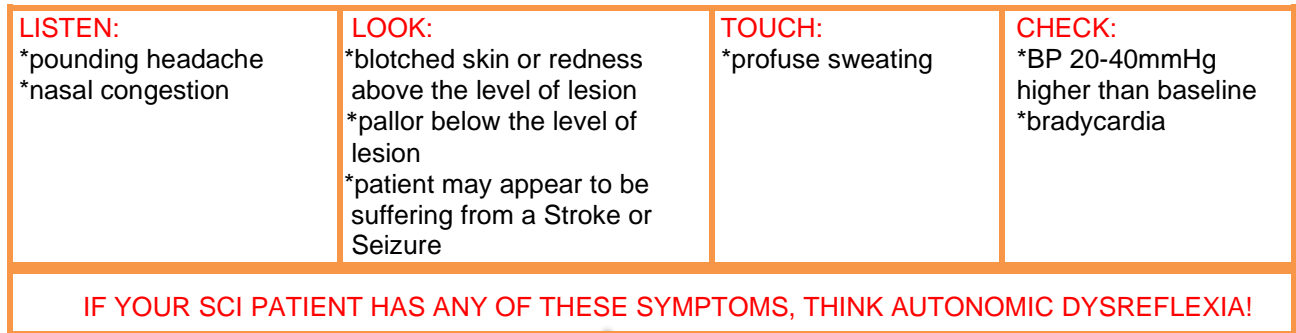 LISTEN:
*pounding headache
*nasal congestion
LOOK:
*blotched skin or redness
above the level of lesion
*pallor below the level of
lesion
*patient may appear to be
suffering from a Stroke or
Seizure
TOUCH:
*profuse sweating
CHECK:
*BP 20-40mmHg
higher than baseline
*bradycardia
IF YOUR SCI PATIENT HAS ANY OF THESE SYMPTOMS, THINK AUTONOMIC DYSREFLEXIA!